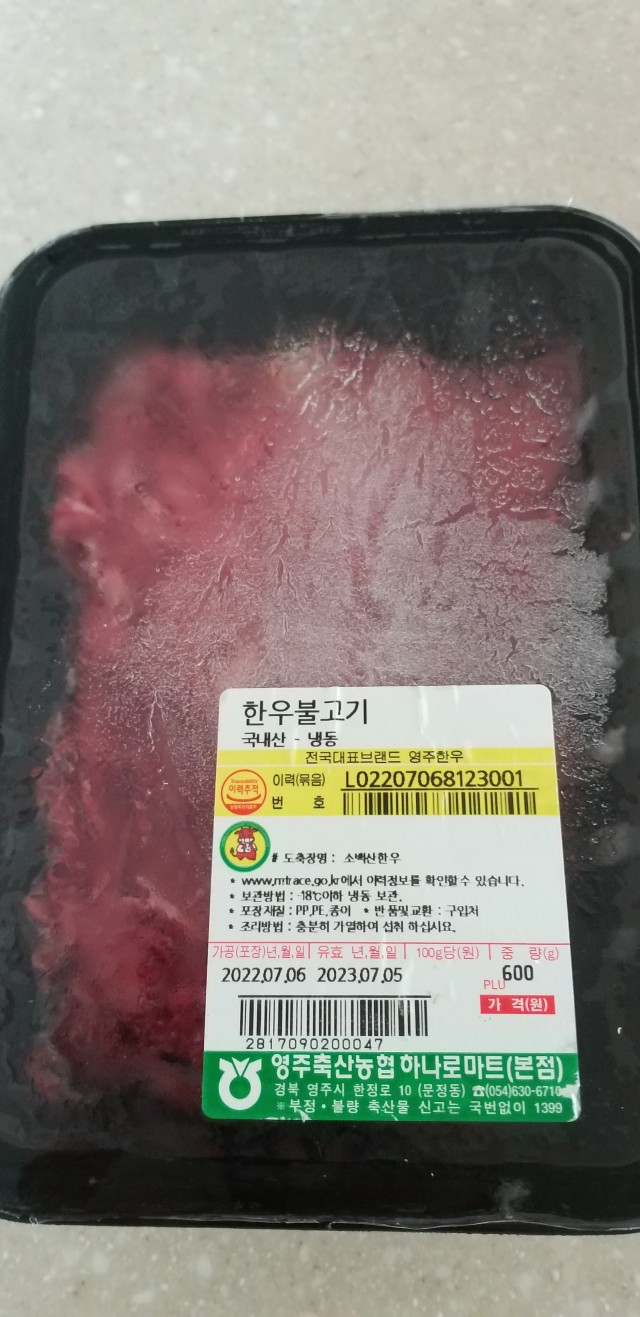 한우불고기
국내산 - 냉동
전국대표브랜드 영주한우
이력추적
이력(묶음) L02207068123001
번 호
# 도축장명 : 소백산한우
* www.mtrace.go.kr에서 이력정보를 확인할수 있습니다.
* 보관방법 : -18℃이하 냉동 보관.
* 포장재질 : PP,PE,종이 * 반품및교환 : 구입처
* 조리방법 : 충분히 가열하여 섭취 하십시요.
가공(포장)년,월,일 유효 년,월,일 100g당(원) 중 량(g)
2022.07.06 2023.07.05 600
PLU
가 격(원)
2817090200047
영주축산농협 하나로마트(본점)
경북 영주시 한정로 10 (문정동) ☎(054)630-6710
※ 부정·불량 축산물 신고는 국번없이 1399